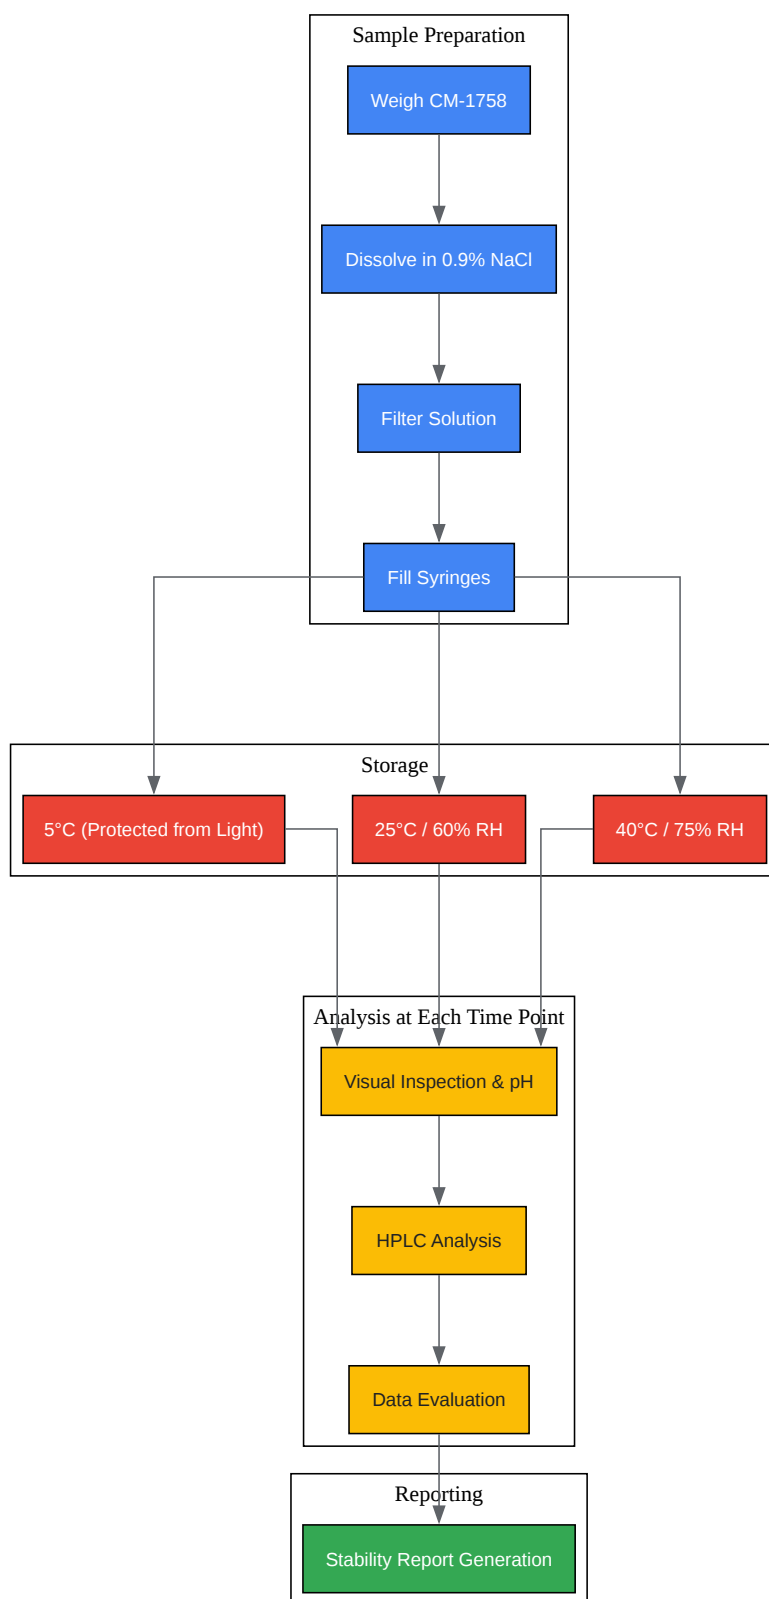 Sample Preparation
Weigh CM-1758
Dissolve in 0.9% NaCl
Filter Solution
Fill Syringes
Storage
5°C (Protected from Light)
25°C / 60% RH
40°C / 75% RH
Analysis at Each Time Point
Visual Inspection & pH
HPLC Analysis
Data Evaluation
Reporting
Stability Report Generation